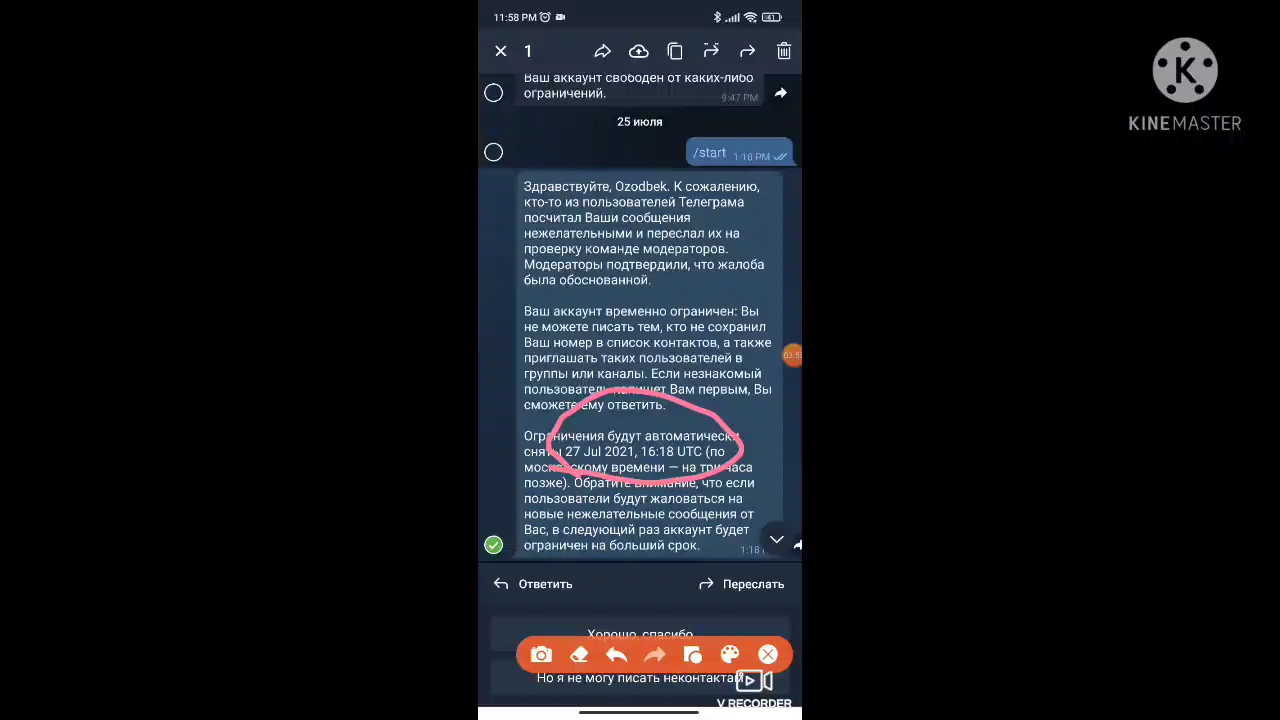 11:58 PM
41
KINEMASTER
1
Ваш аккаунт свободен от каких-либо
ограничений.
9:47 PM
25 июля
/start 1:18 PM
Здравствуйте, Ozodbek. К сожалению,
кто-то из пользователей Телеграма
посчитал Ваши сообщения
нежелательными и переслал их на
проверку команде модераторов.
Модераторы подтвердили, что жалоба
была обоснованной.
Ваш аккаунт временно ограничен: Вы
не можете писать тем, кто не сохранил
Ваш номер в список контактов, а также
приглашать таких пользователей в
группы или каналы. Если незнакомый
пользователь напишет Вам первым, Вы
сможете ему ответить.
Ограничения будут автоматически
сняты 27 Jul 2021, 16:18 UTC (по
московскому времени — на три часа
позже). Обратите внимание, что если
пользователи будут жаловаться на
новые нежелательные сообщения от
Вас, в следующий раз аккаунт будет
ограничен на больший срок.
1:18
Ответить
Переслать
Хорошо, спасибо
Но я не могу писать неконтактам
V RECORDER